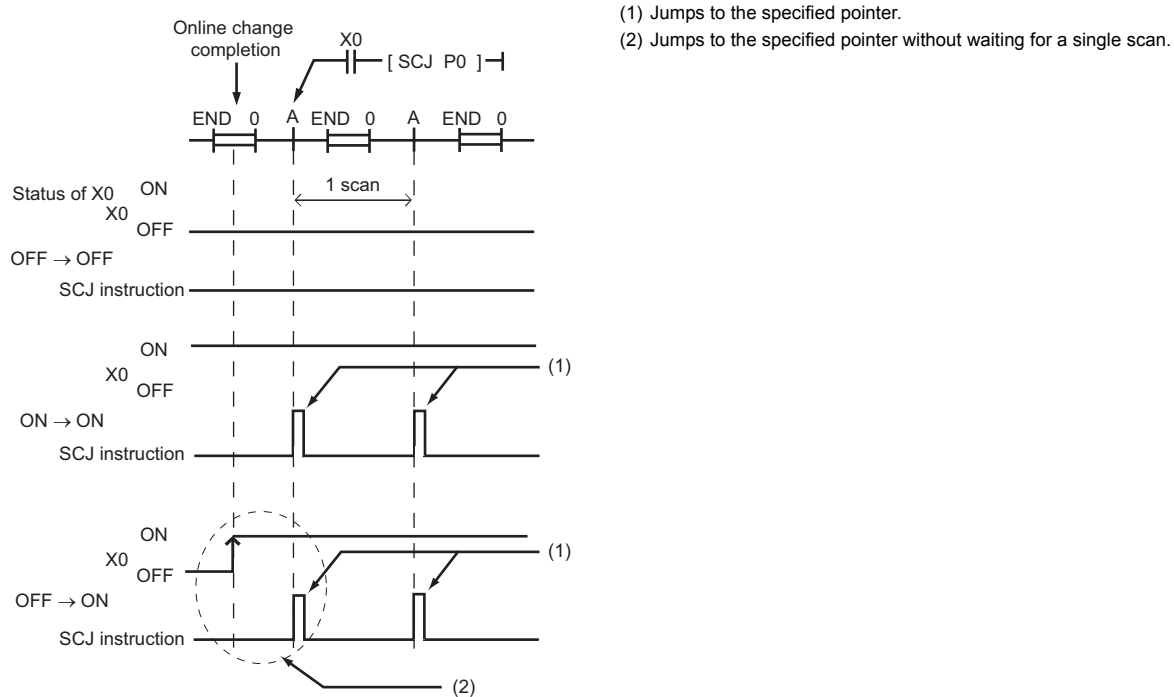 (1) Jumps to the specified pointer.
(2) Jumps to the specified pointer without waiting for a single scan.
Online change
completion
X0
[ SCJ P0 ]
END 0 A END 0 A END 0
1 scan
Status of X0 ON
X0
OFF
OFF → OFF
SCJ instruction
ON
X0
OFF
(1)
ON → ON
SCJ instruction
ON
X0
OFF
(1)
OFF → ON
SCJ instruction
(2)